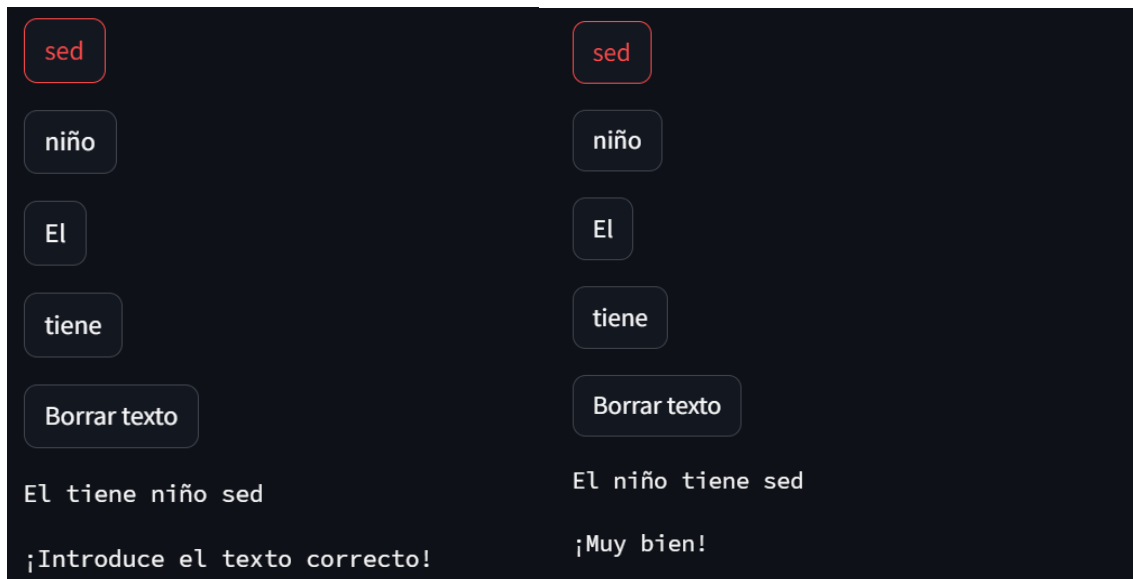 sed
niño
El
tiene
Borrar texto
El tiene niño sed
¡Introduce el texto correcto!
sed
niño
El
tiene
Borrar texto
El niño tiene sed
¡Muy bien!